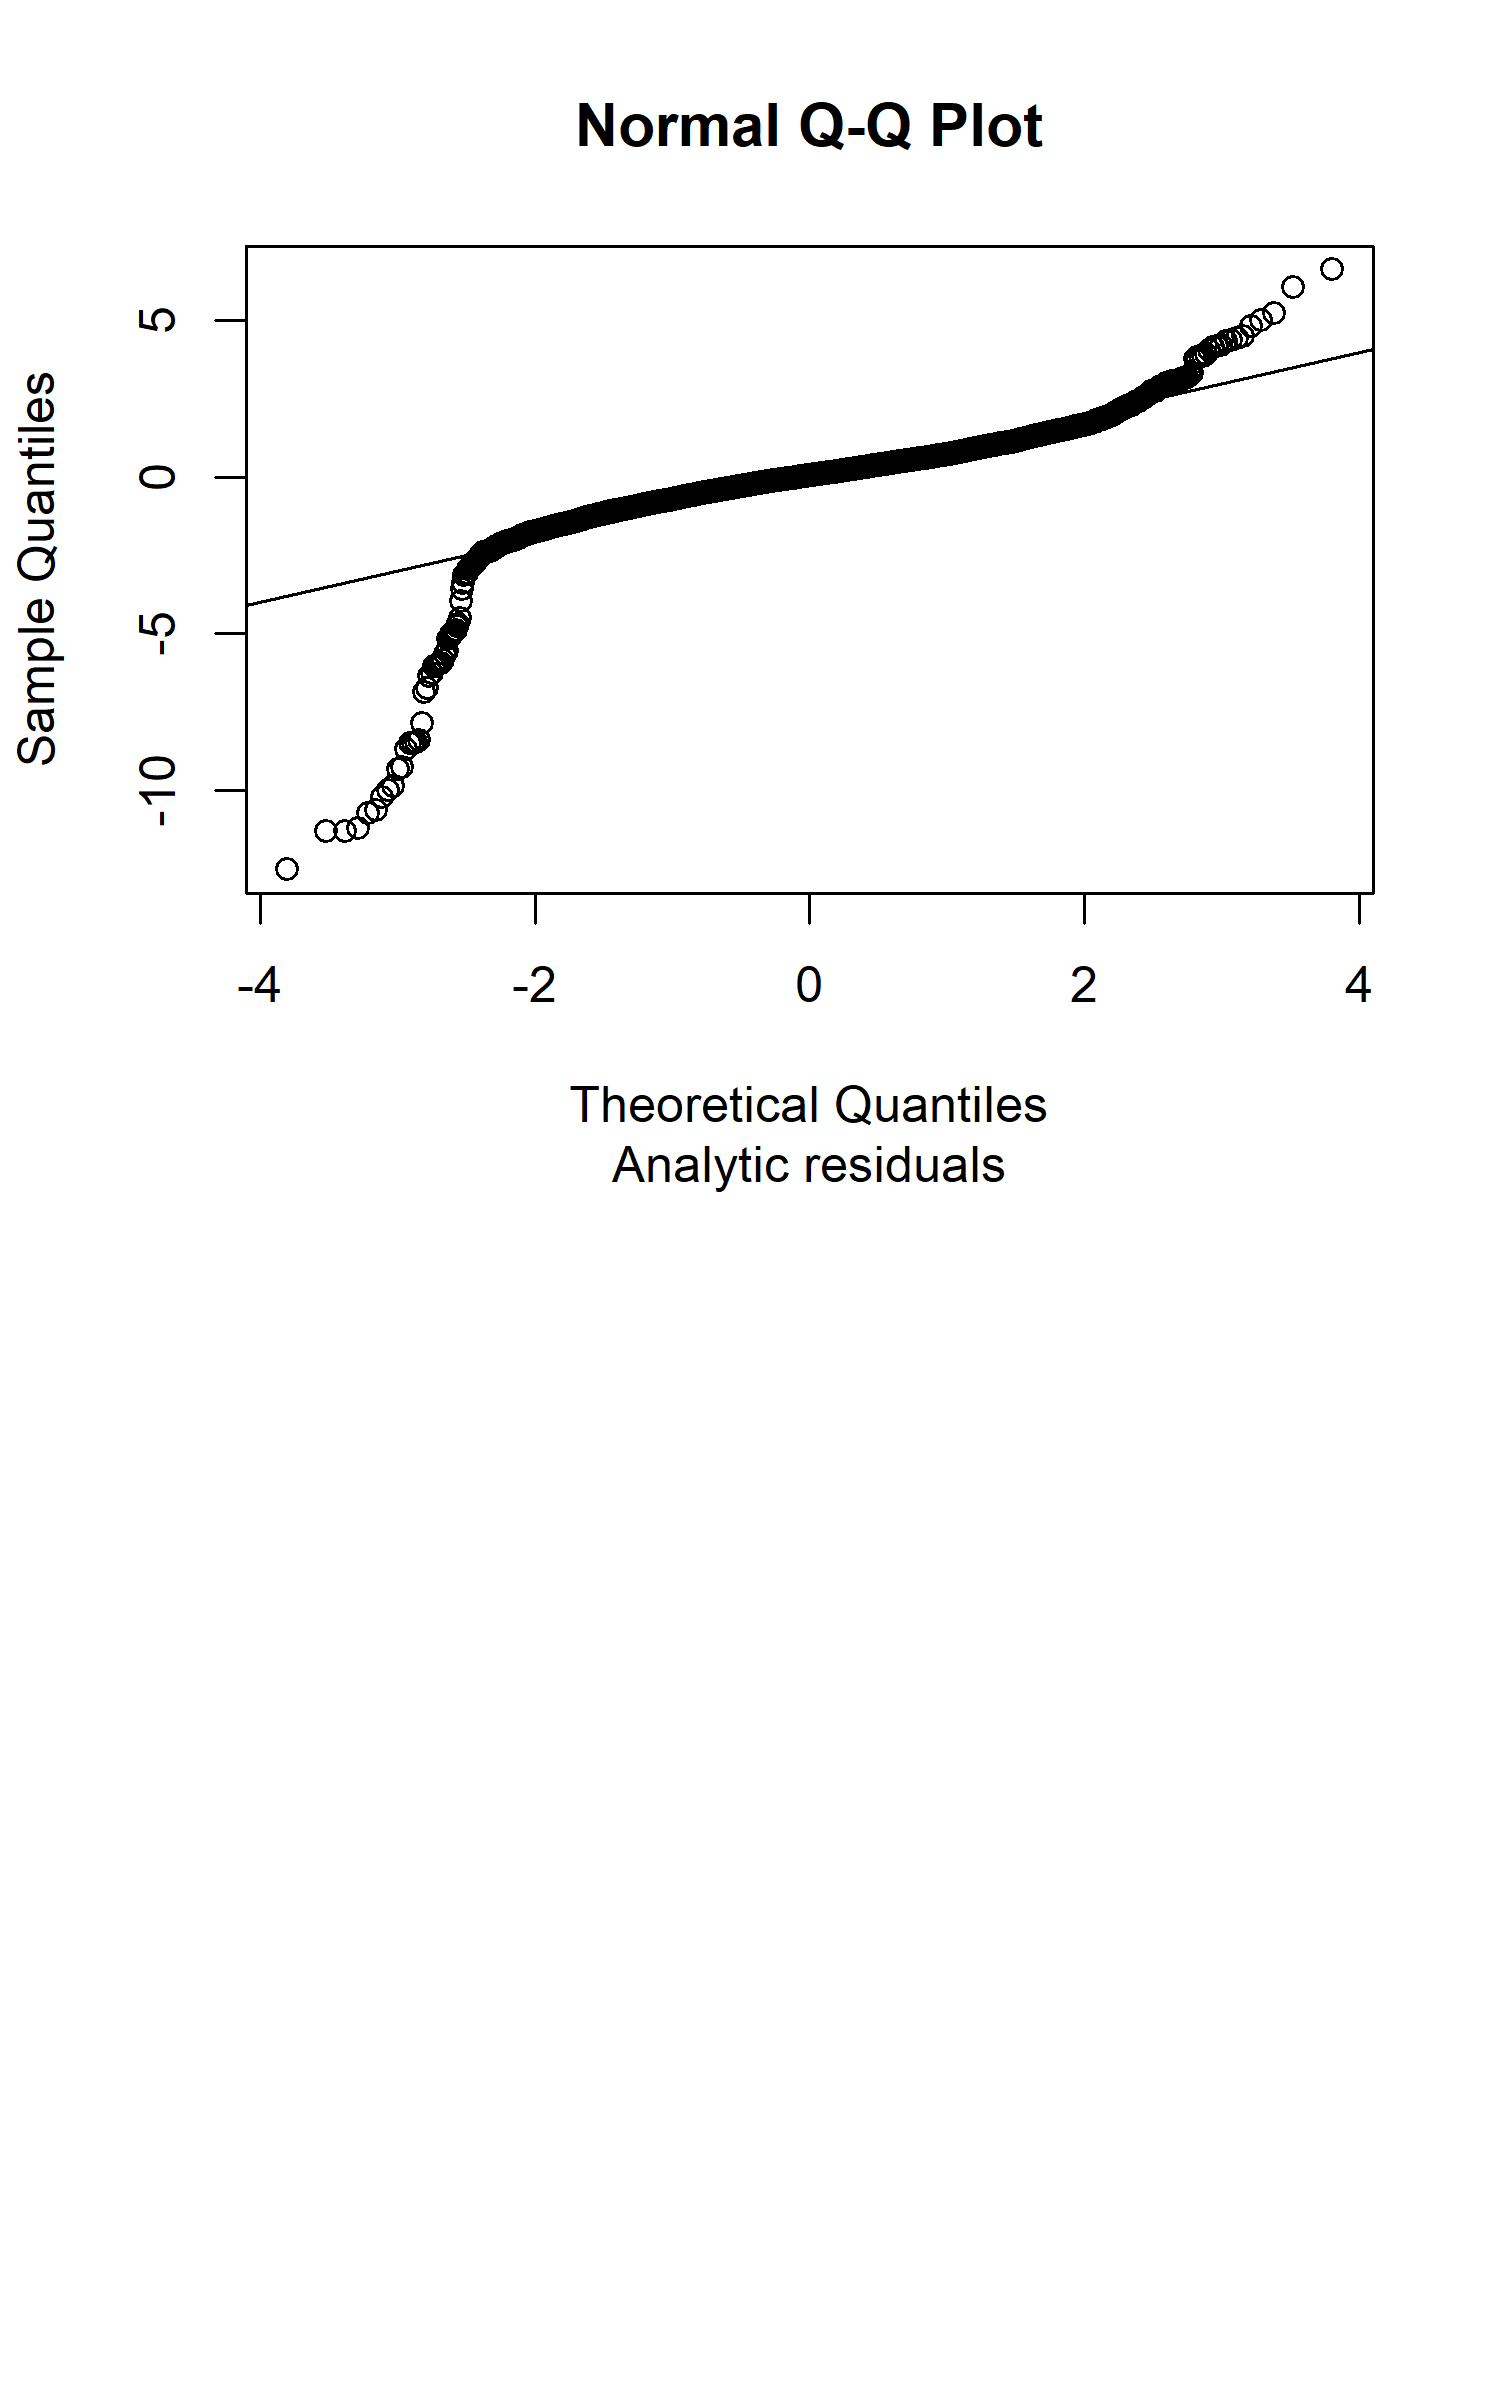 Normal Q-Q Plot
Sample Quantiles
5
0
-5
-10
-4 -2 0 2 4
Theoretical Quantiles
Analytic residuals